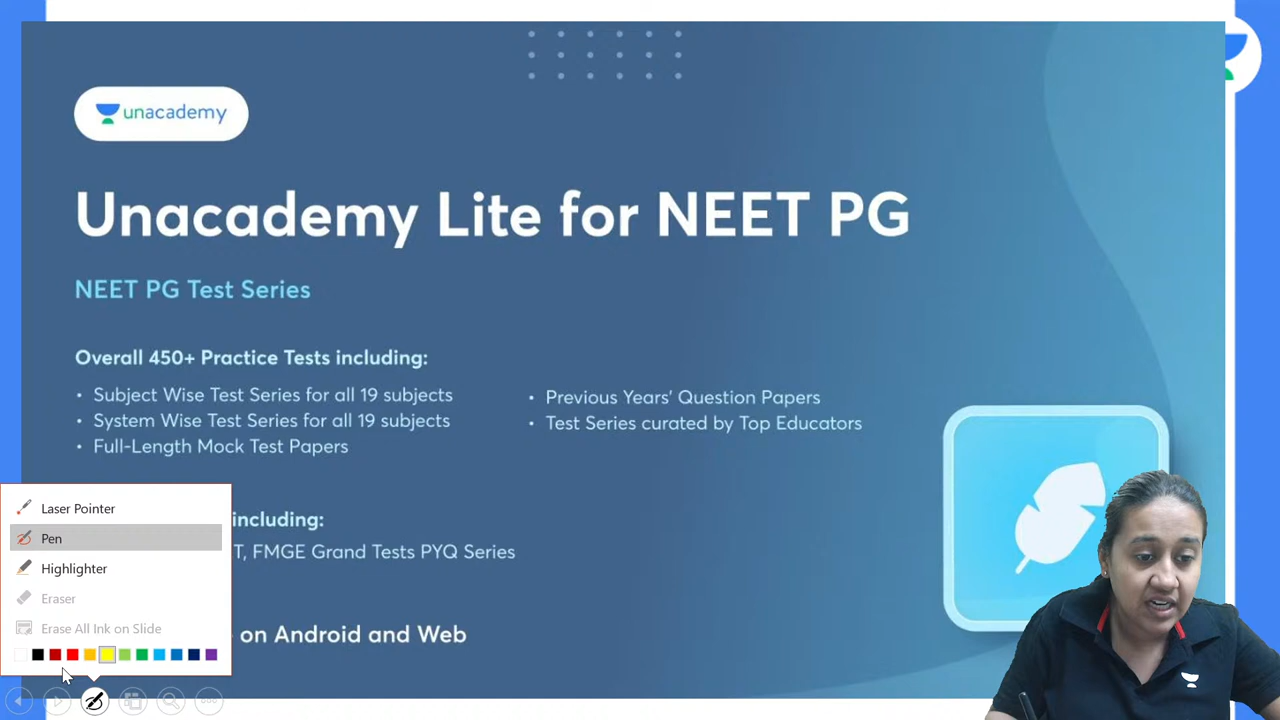 unacademy
Unacademy Lite for NEET PG
NEET PG Test Series
Overall 450+ Practice Tests including:
• Subject Wise Test Series for all 19 subjects
• System Wise Test Series for all 19 subjects
• Full-Length Mock Test Papers
• Previous Years' Question Papers
• Test Series curated by Top Educators
including:
T, FMGE Grand Tests PYQ Series
on Android and Web
Laser Pointer
Pen
Highlighter
Eraser
Erase All Ink on Slide